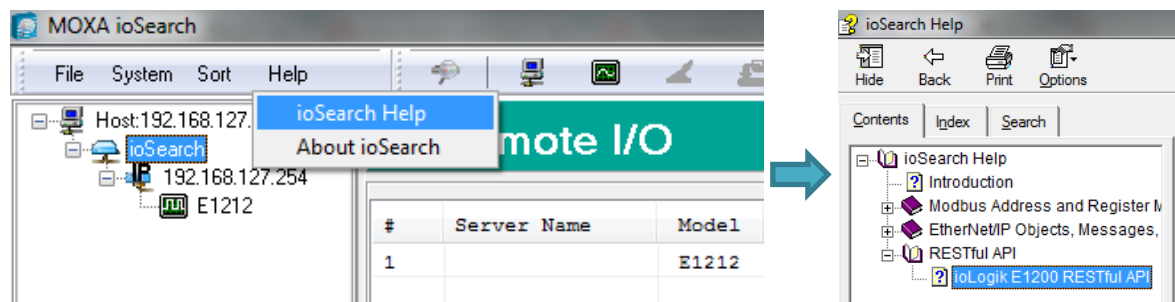 MOXA ioSearch
File System Sort Help
ioSearch Help
About ioSearch
Host:192.168.127.
ioSearch
192.168.127.254
E1212
mote I/O
# Server Name Model
1 E1212
ioSearch Help
Hide Back Print Options
Contents Index Search
ioSearch Help
Introduction
Modbus Address and Register M
EtherNet/IP Objects, Messages,
RESTful API
ioLogik E1200 RESTful API